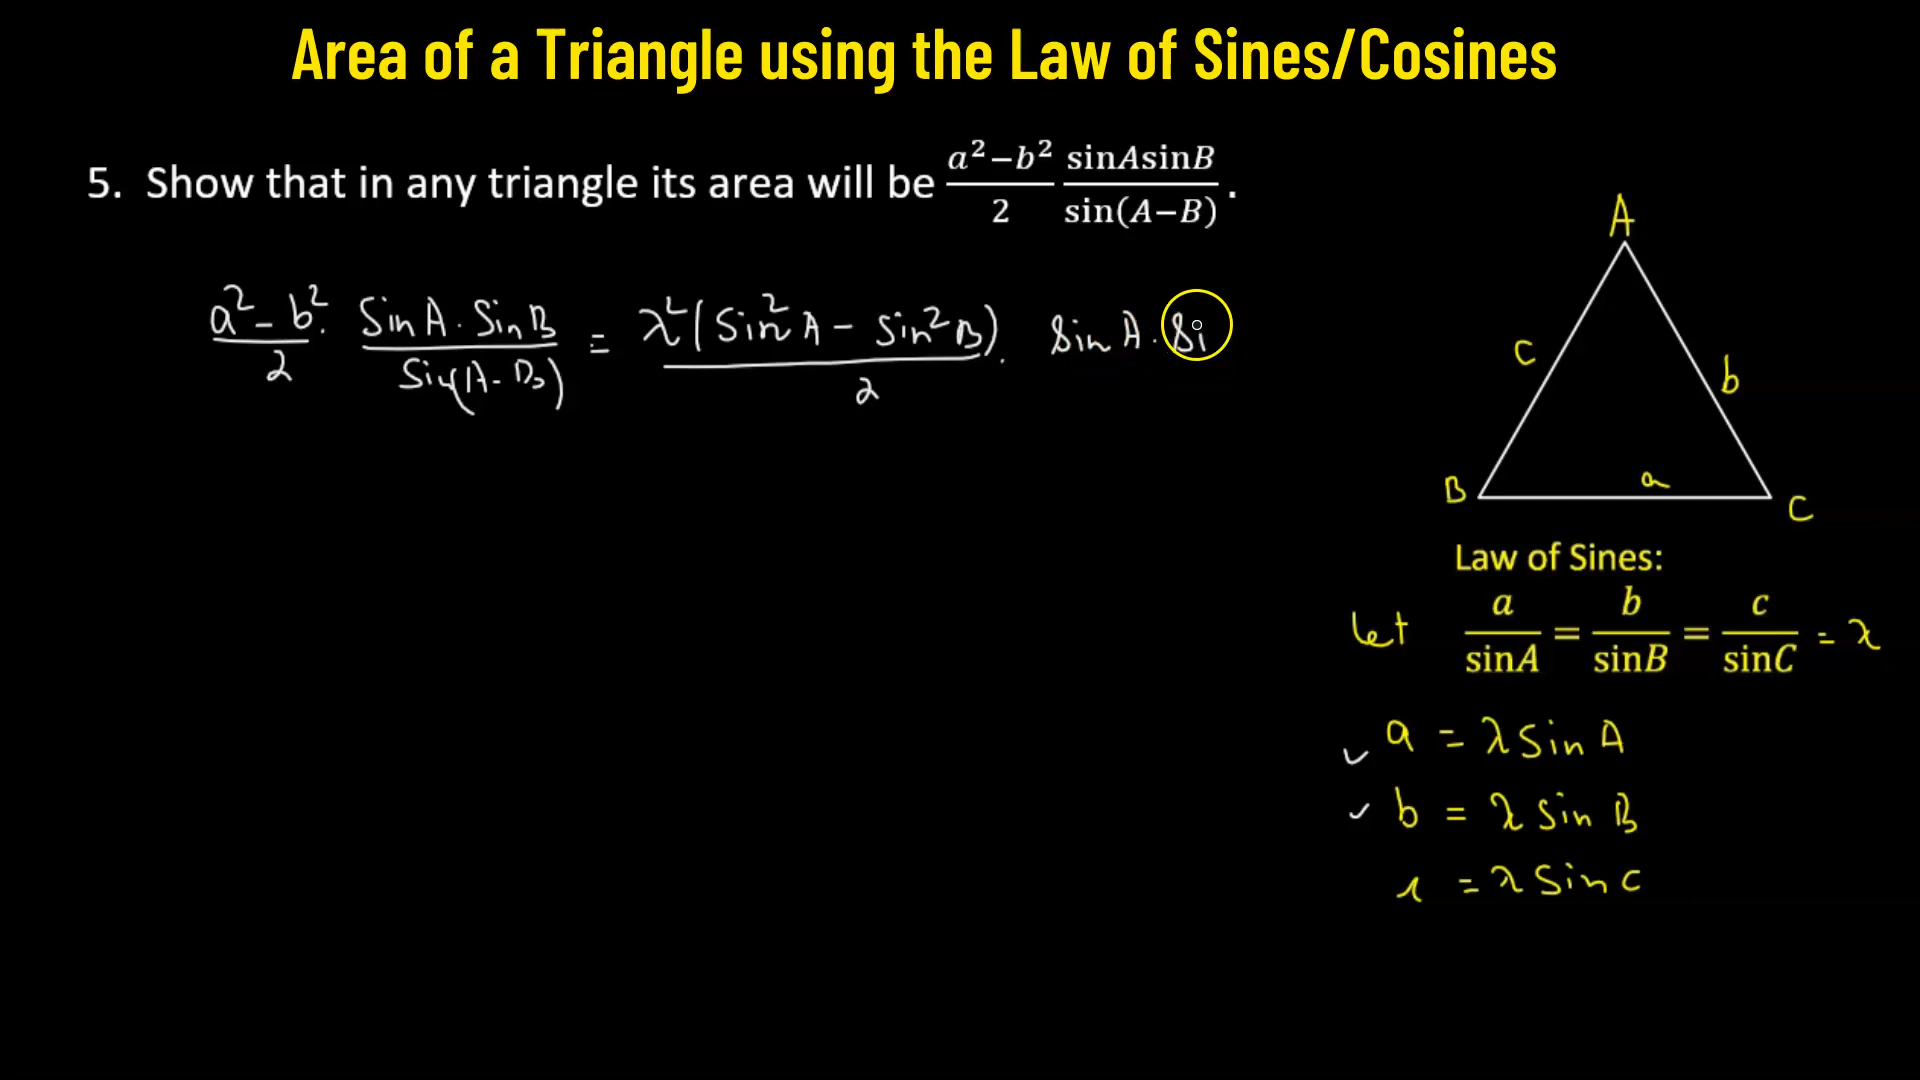 Area of a Triangle using the Law of Sines/Cosines
5. Show that in any triangle its area will be (a²−b²)/2 sinAsinB/sin(A−B).
(a² - b²)/2 · (Sin A · Sin B)/Sin(A - B) = λ²(Sin²A - Sin²B)/2 · Sin A · Si
A
c
b
B
a
C
Law of Sines:
let a/sinA = b/sinB = c/sinC = λ
✓ a = λ Sin A
✓ b = λ Sin B
= λ Sin C